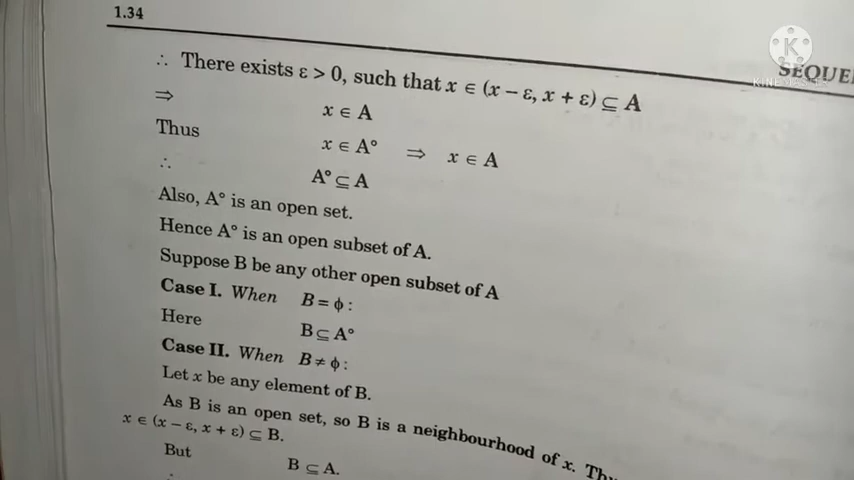 1.34
SEQUE
∴ There exists ε > 0, such that x ∈ (x – ε, x + ε) ⊆ A
⇒ x ∈ A
Thus x ∈ A° ⇒ x ∈ A
∴ A° ⊆ A
Also, A° is an open set.
Hence A° is an open subset of A.
Suppose B be any other open subset of A
Case I. When B = ϕ :
Here B ⊆ A°
Case II. When B ≠ ϕ :
Let x be any element of B.
As B is an open set, so B is a neighbourhood of x.
x ∈ (x – ε, x + ε) ⊆ B.
But B ⊆ A.